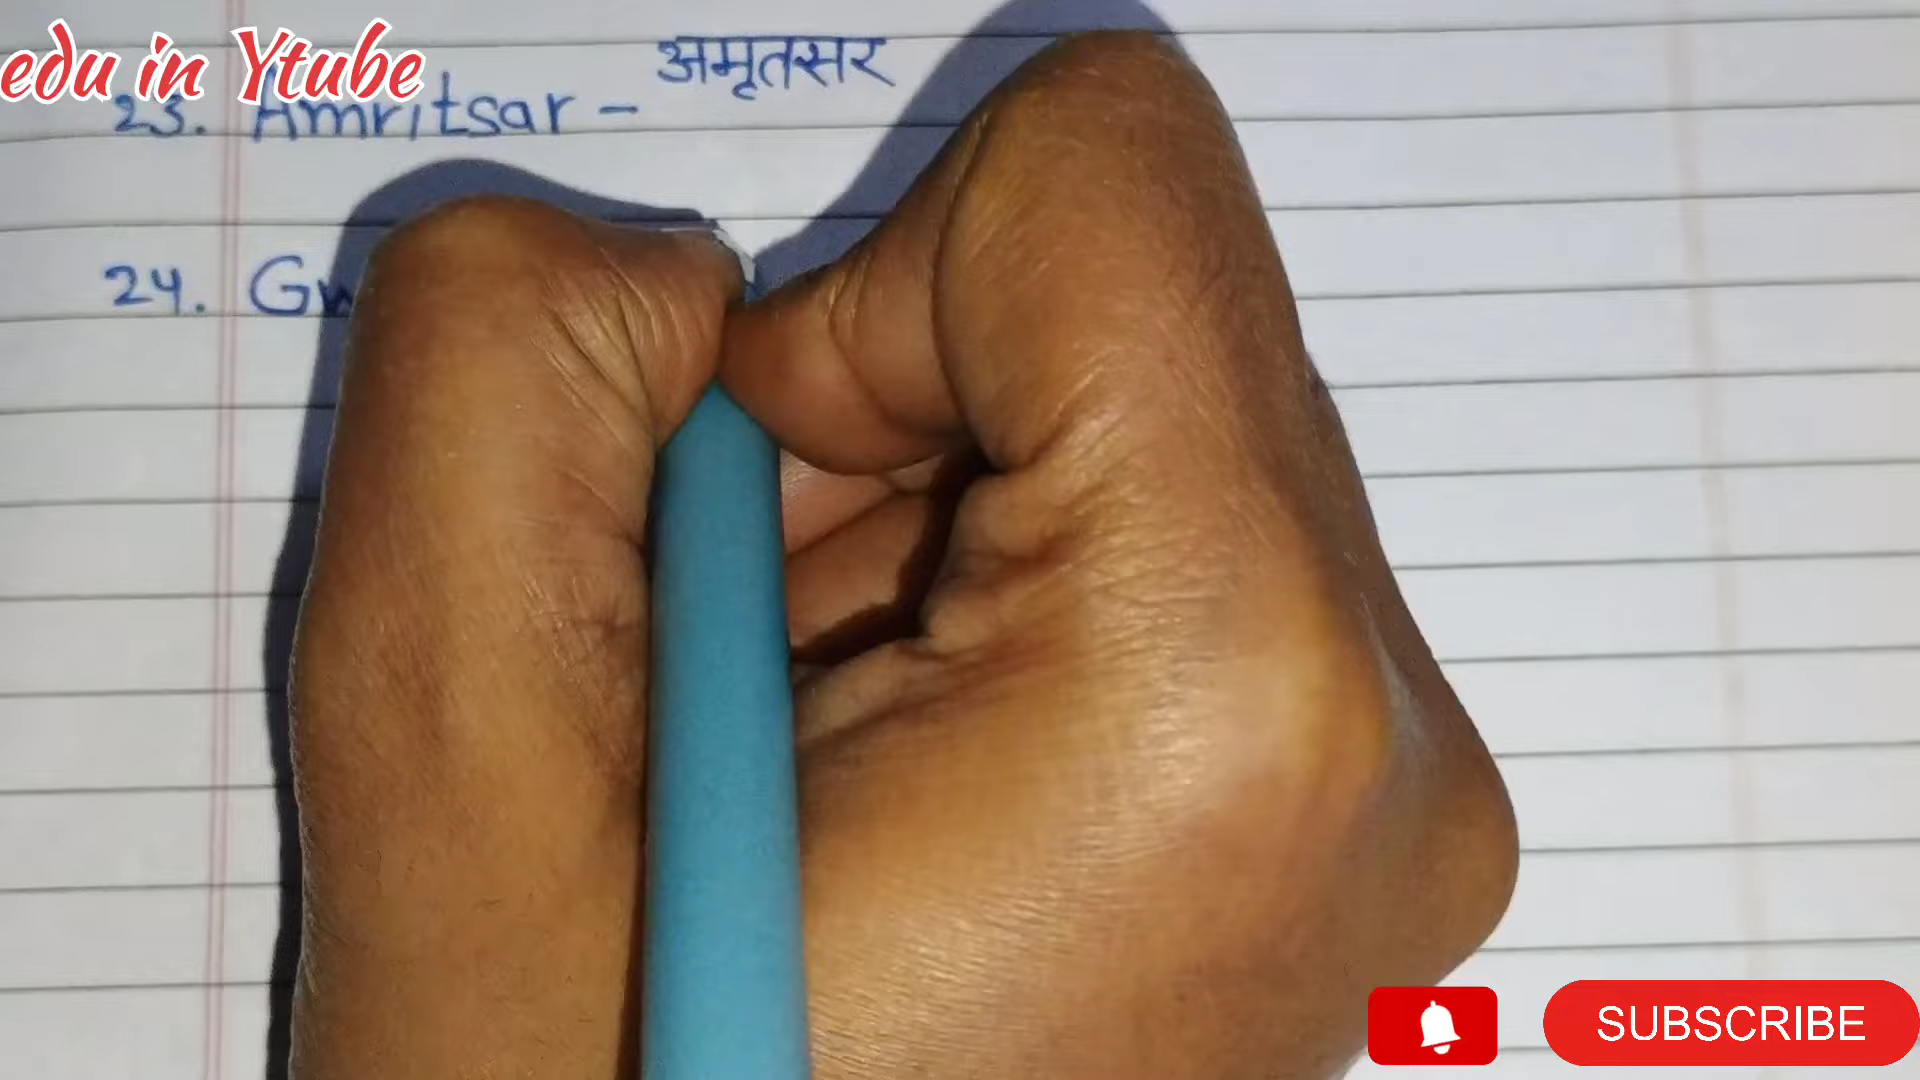 edu in Ytube
अमृतसर
23. Amritsar -
24.
SUBSCRIBE